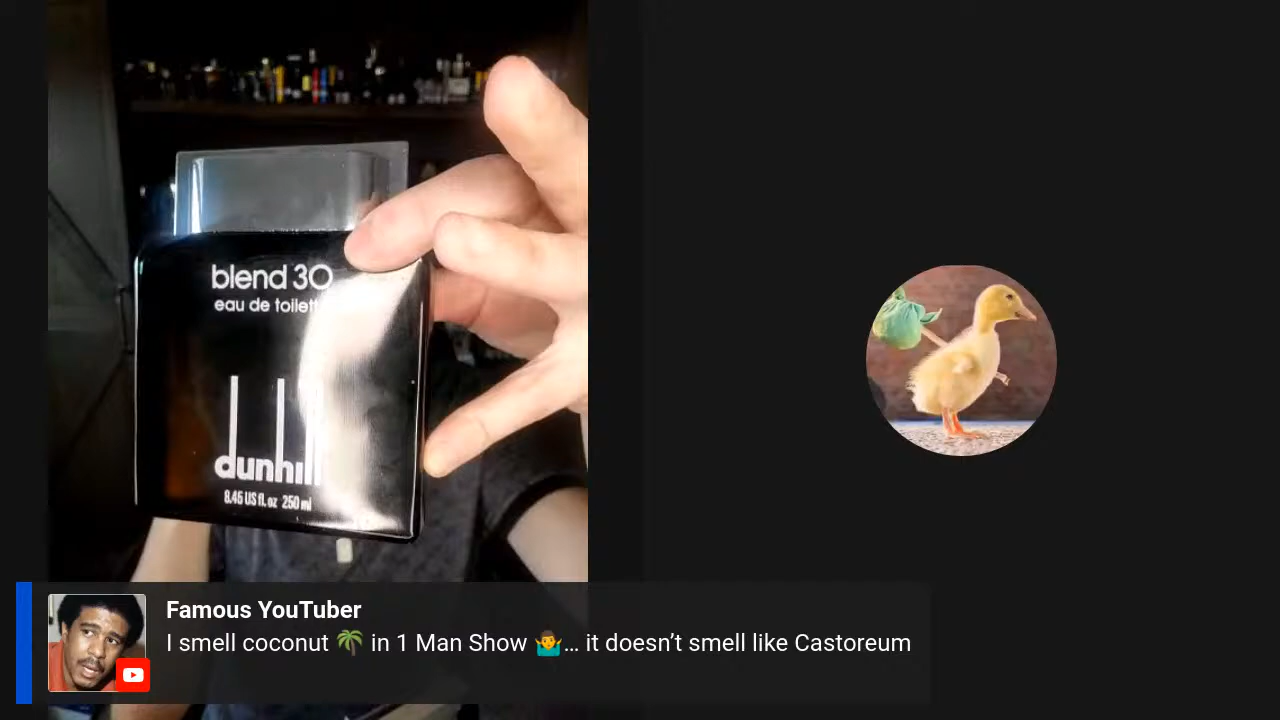 blend 30
eau de toilett
dunhill
8.45 US fl. oz 250 ml
Famous YouTuber
I smell coconut 🌴 in 1 Man Show 🤷‍♂️… it doesn’t smell like Castoreum